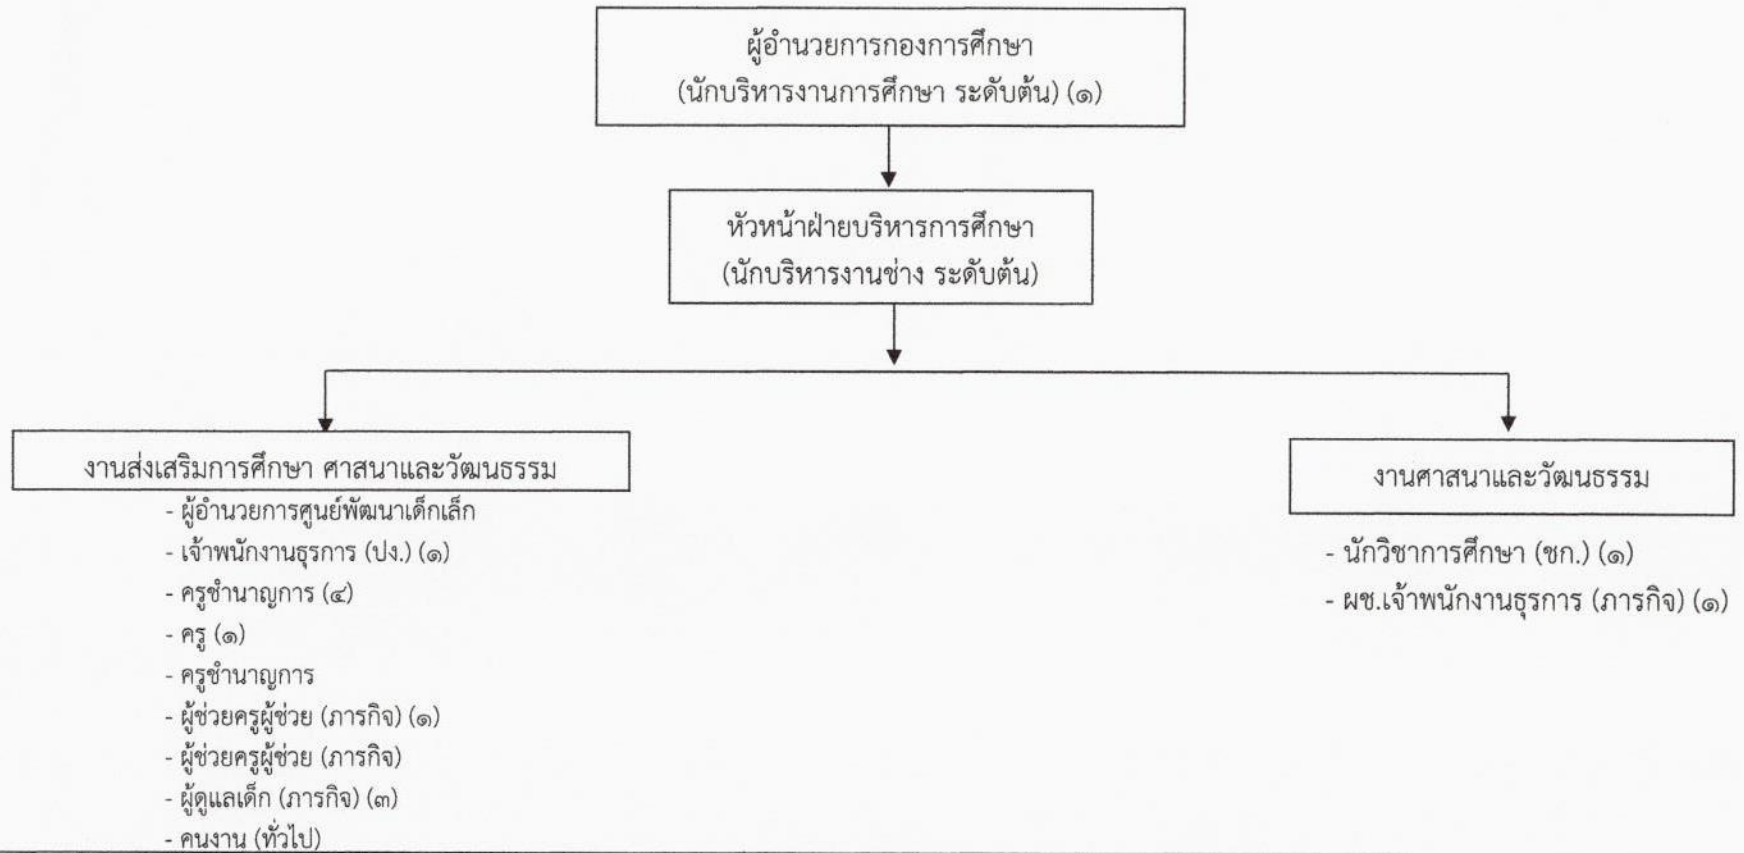 ผู้อำนวยการกองการศึกษา
(นักบริหารงานการศึกษา ระดับต้น) (๑)
หัวหน้าฝ่ายบริหารการศึกษา
(นักบริหารงานช่าง ระดับต้น)
งานส่งเสริมการศึกษา ศาสนาและวัฒนธรรม
- ผู้อำนวยการศูนย์พัฒนาเด็กเล็ก
- เจ้าพนักงานธุรการ (ปง.) (๑)
- ครูชำนาญการ (๔)
- ครู (๑)
- ครูชำนาญการ
- ผู้ช่วยครูผู้ช่วย (ภารกิจ) (๑)
- ผู้ช่วยครูผู้ช่วย (ภารกิจ)
- ผู้ดูแลเด็ก (ภารกิจ) (๓)
- คนงาน (ทั่วไป)
งานศาสนาและวัฒนธรรม
- นักวิชาการศึกษา (ชก.) (๑)
- ผช.เจ้าพนักงานธุรการ (ภารกิจ) (๑)